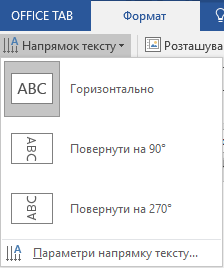 OFFICE TAB Формат
Напрямок тексту Розташува
ABC Горизонтально
ABC Повернути на 90°
ABC Повернути на 270°
Параметри напрямку тексту...